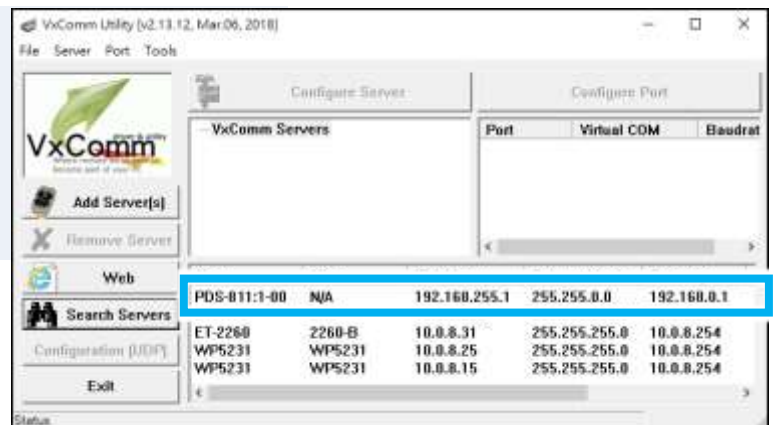 VxComm Utility [v2.13.12, Mar.06, 2018]
File Server Port Tools
Configure Server
Configure Port
VxComm Servers
Port Virtual COM Baudrat
VxComm
Add Server(s)
Remove Server
Web
Search Servers
Configuration (UDP)
Exit
PDS-811:1-00 N/A 192.168.255.1 255.255.0.0 192.168.0.1
ET-2260 2260-B 10.0.8.31 255.255.255.0 10.0.8.254
WP5231 WP5231 10.0.8.25 255.255.255.0 10.0.8.254
WP5231 WP5231 10.0.8.15 255.255.255.0 10.0.8.254
Status